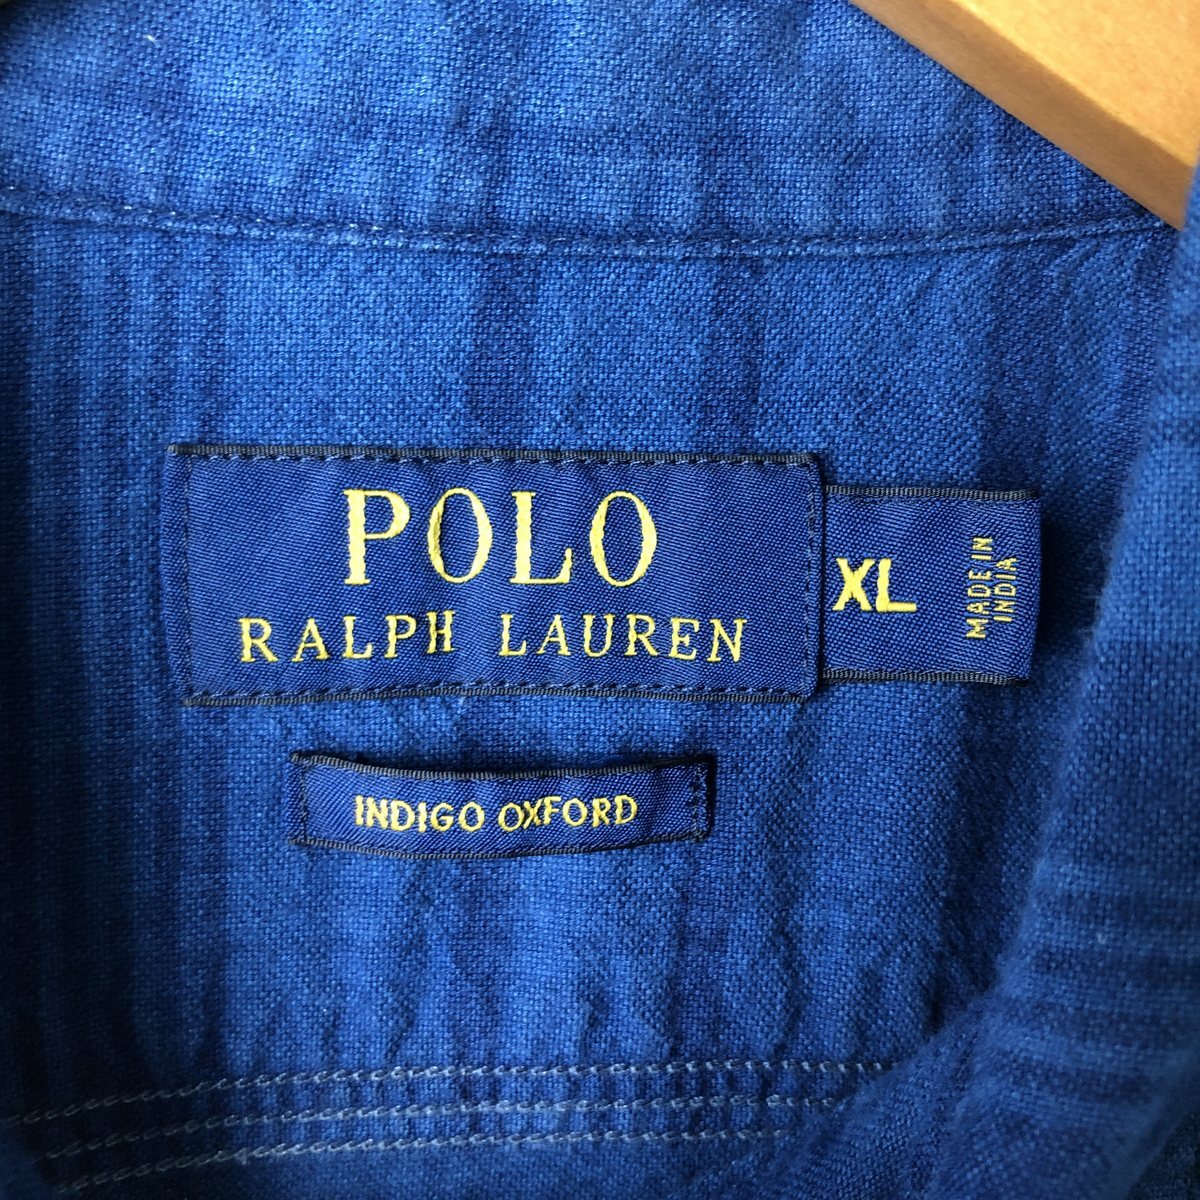 POLO
RALPH LAUREN
XL
MADE IN
INDIA
INDIGO OXFORD